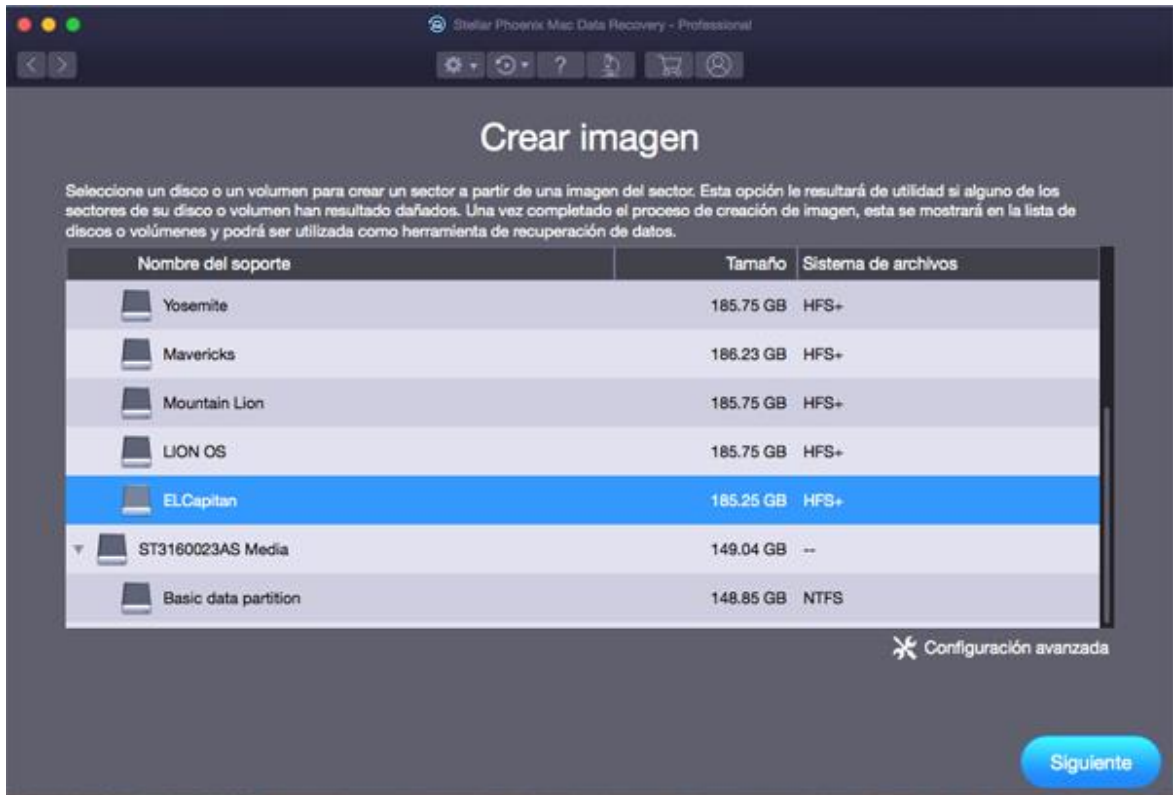 Stellar Phoenix Mac Data Recovery - Professional
?
Crear imagen
Seleccione un disco o un volumen para crear un sector a partir de una imagen del sector. Esta opción le resultará de utilidad si alguno de los
sectores de su disco o volumen han resultado dañados. Una vez completado el proceso de creación de imagen, esta se mostrará en la lista de
discos o volúmenes y podrá ser utilizada como herramienta de recuperación de datos.
Nombre del soporte Tamaño Sistema de archivos
Yosemite 185.75 GB HFS+
Mavericks 186.23 GB HFS+
Mountain Lion 185.75 GB HFS+
LION OS 185.75 GB HFS+
ELCapitan 185.25 GB HFS+
ST3160023AS Media 149.04 GB --
Basic data partition 148.85 GB NTFS
Configuración avanzada
Siguiente